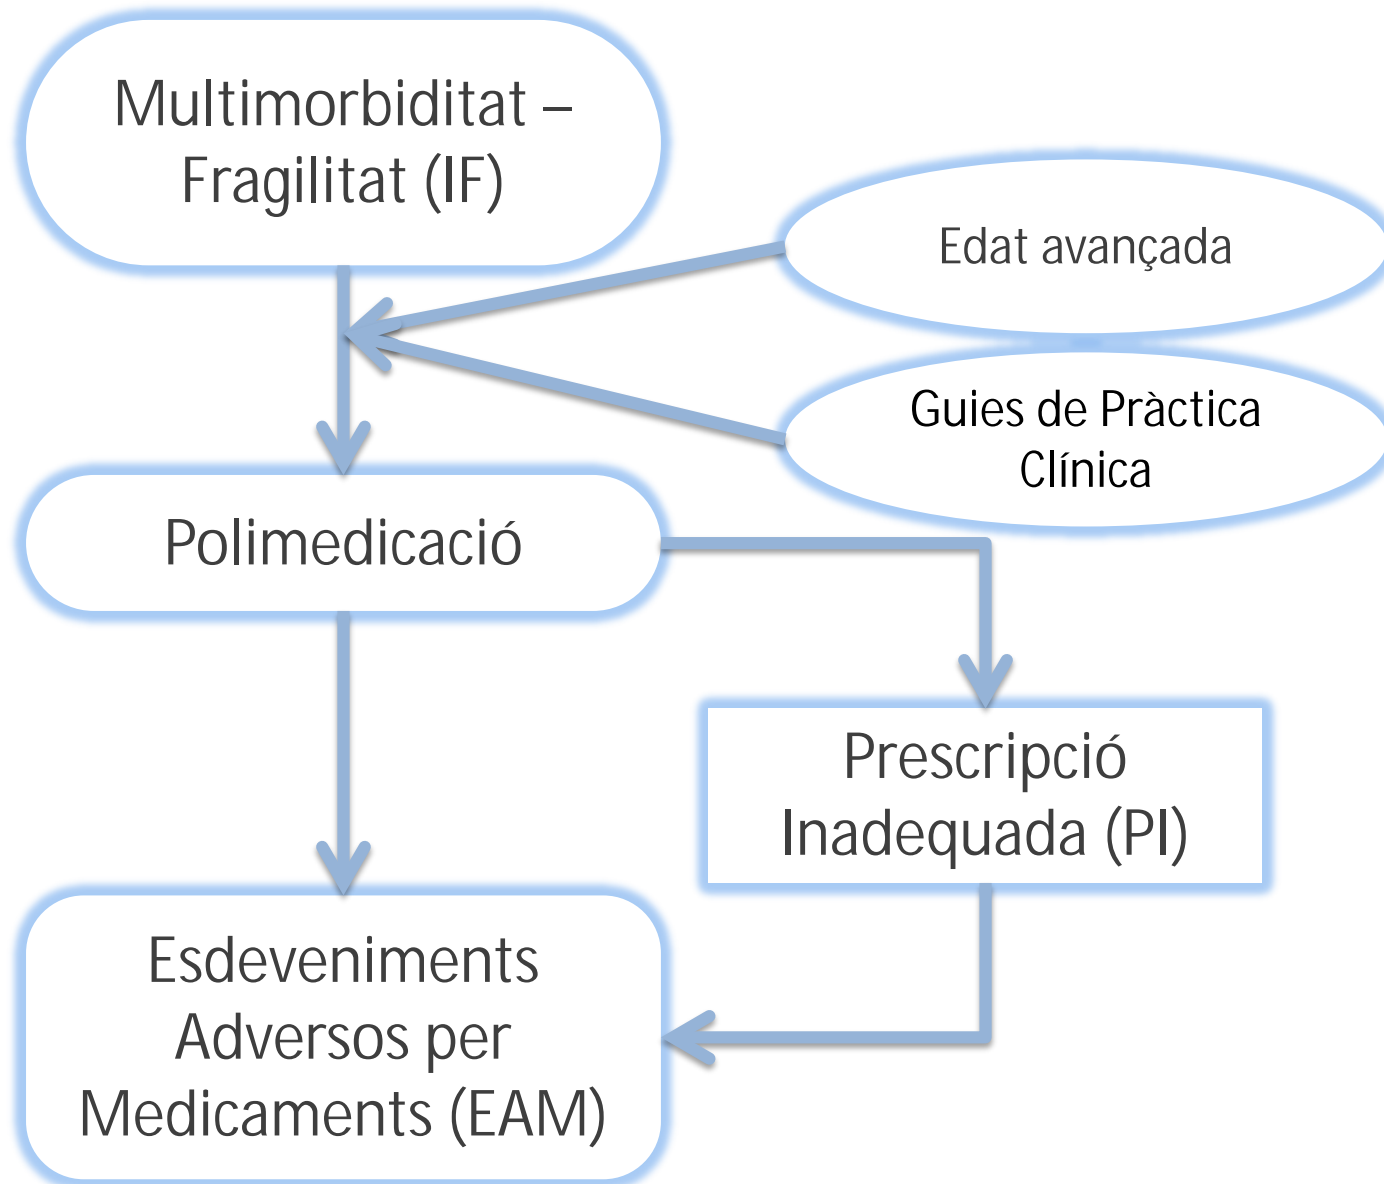 Multimorbiditat –
Fragilitat (IF)
Edat avançada
Guies de Pràctica
Clínica
Polimedicació
Prescripció
Inadequada (PI)
Esdeveniments
Adversos per
Medicaments (EAM)